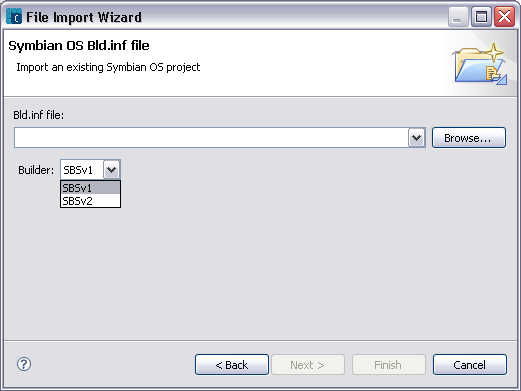 File Import Wizard
Symbian OS Bld.inf file
Import an existing Symbian OS project
Bld.inf file:
Browse...
Builder: SBSv1
SBSv1
SBSv2
? < Back Next > Finish Cancel